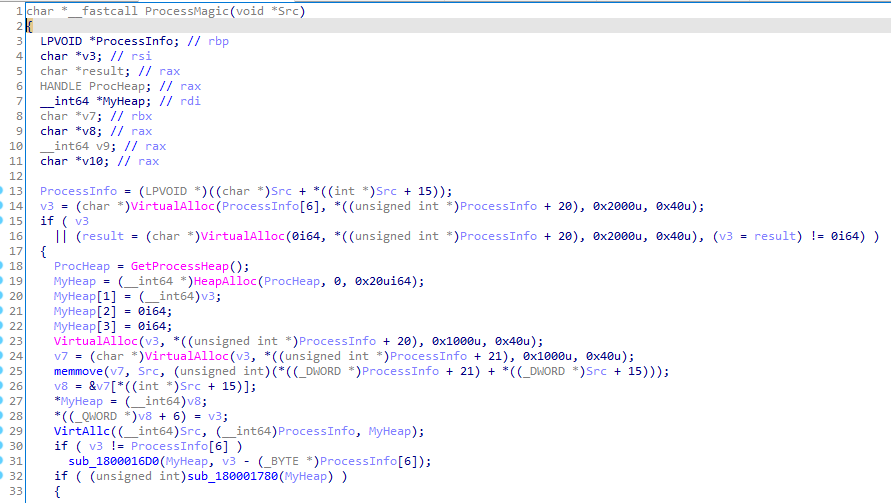 1 char *__fastcall ProcessMagic(void *Src)
2 {
3 LPVOID *ProcessInfo; // rbp
4 char *v3; // rsi
5 char *result; // rax
6 HANDLE ProcHeap; // rax
7 __int64 *MyHeap; // rdi
8 char *v7; // rbx
9 char *v8; // rax
10 __int64 v9; // rax
11 char *v10; // rax
12
13 ProcessInfo = (LPVOID *)((char *)Src + *((int *)Src + 15));
14 v3 = (char *)VirtualAlloc(ProcessInfo[6], *((unsigned int *)ProcessInfo + 20), 0x2000u, 0x40u);
15 if ( v3
16 || (result = (char *)VirtualAlloc(0i64, *((unsigned int *)ProcessInfo + 20), 0x2000u, 0x40u), (v3 = result) != 0i64) )
17 {
18 ProcHeap = GetProcessHeap();
19 MyHeap = (__int64 *)HeapAlloc(ProcHeap, 0, 0x20ui64);
20 MyHeap[1] = (__int64)v3;
21 MyHeap[2] = 0i64;
22 MyHeap[3] = 0i64;
23 VirtualAlloc(v3, *((unsigned int *)ProcessInfo + 20), 0x1000u, 0x40u);
24 v7 = (char *)VirtualAlloc(v3, *((unsigned int *)ProcessInfo + 21), 0x1000u, 0x40u);
25 memmove(v7, Src, (unsigned int)(*((_DWORD *)ProcessInfo + 21) + *((_DWORD *)Src + 15)));
26 v8 = &v7[*((int *)Src + 15)];
27 *MyHeap = (__int64)v8;
28 *((_QWORD *)v8 + 6) = v3;
29 VirtAllc((__int64)Src, (__int64)ProcessInfo, MyHeap);
30 if ( v3 != ProcessInfo[6] )
31 sub_1800016D0(MyHeap, v3 - (_BYTE *)ProcessInfo[6]);
32 if ( (unsigned int)sub_180001780(MyHeap) )
33 {